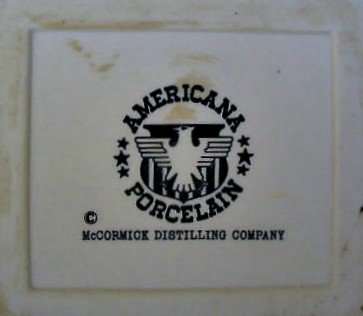 AMERICANA
PORCELAIN
©
McCORMICK DISTILLING COMPANY